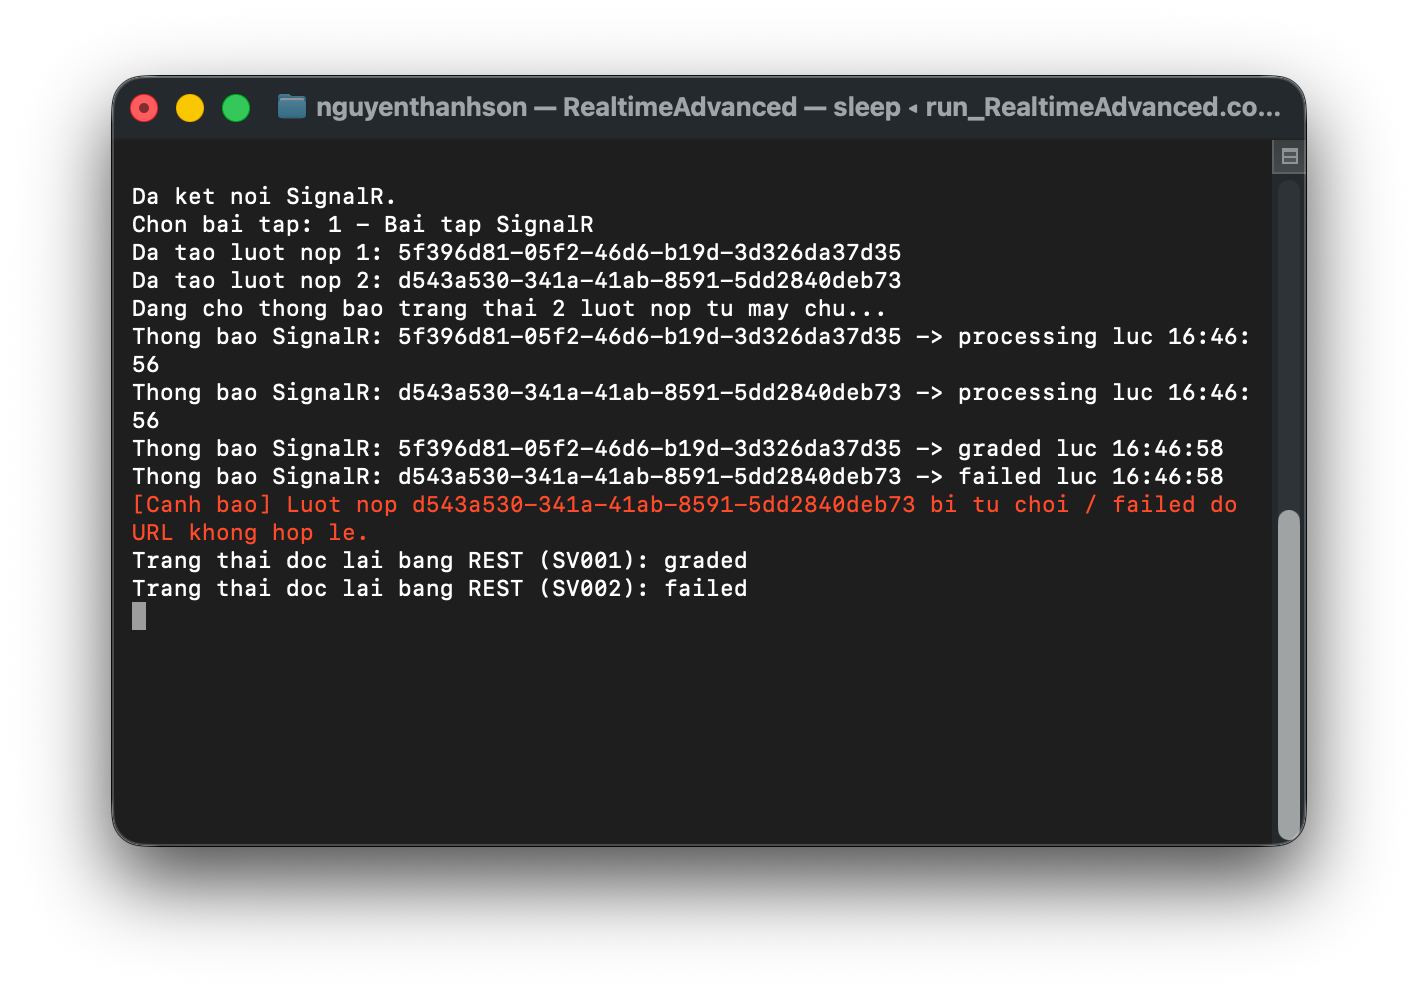 nguyenthanhson — RealtimeAdvanced — sleep ◂ run_RealtimeAdvanced.co...
Da ket noi SignalR.
Chon bai tap: 1 - Bai tap SignalR
Da tao luot nop 1: 5f396d81-05f2-46d6-b19d-3d326da37d35
Da tao luot nop 2: d543a530-341a-41ab-8591-5dd2840deb73
Dang cho thong bao trang thai 2 luot nop tu may chu...
Thong bao SignalR: 5f396d81-05f2-46d6-b19d-3d326da37d35 -> processing luc 16:46:
56
Thong bao SignalR: d543a530-341a-41ab-8591-5dd2840deb73 -> processing luc 16:46:
56
Thong bao SignalR: 5f396d81-05f2-46d6-b19d-3d326da37d35 -> graded luc 16:46:58
Thong bao SignalR: d543a530-341a-41ab-8591-5dd2840deb73 -> failed luc 16:46:58
[Canh bao] Luot nop d543a530-341a-41ab-8591-5dd2840deb73 bi tu choi / failed do
URL khong hop le.
Trang thai doc lai bang REST (SV001): graded
Trang thai doc lai bang REST (SV002): failed